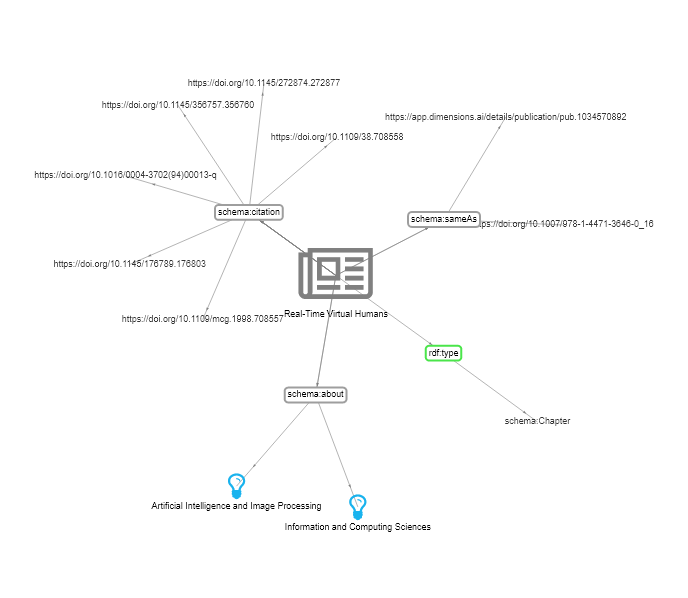 https://doi.org/10.1145/272874.272877
https://doi.org/10.1145/356757.356760
https://app.dimensions.ai/details/publication/pub.1034570892
https://doi.org/10.1109/38.708558
https://doi.org/10.1016/0004-3702(94)00013-q
schema:citation
schema:sameAs
https://doi.org/10.1007/978-1-4471-3646-0_16
https://doi.org/10.1145/176789.176803
Real-Time Virtual Humans
https://doi.org/10.1109/mcg.1998.708557
rdf:type
schema:about
schema:Chapter
Artificial Intelligence and Image Processing
Information and Computing Sciences